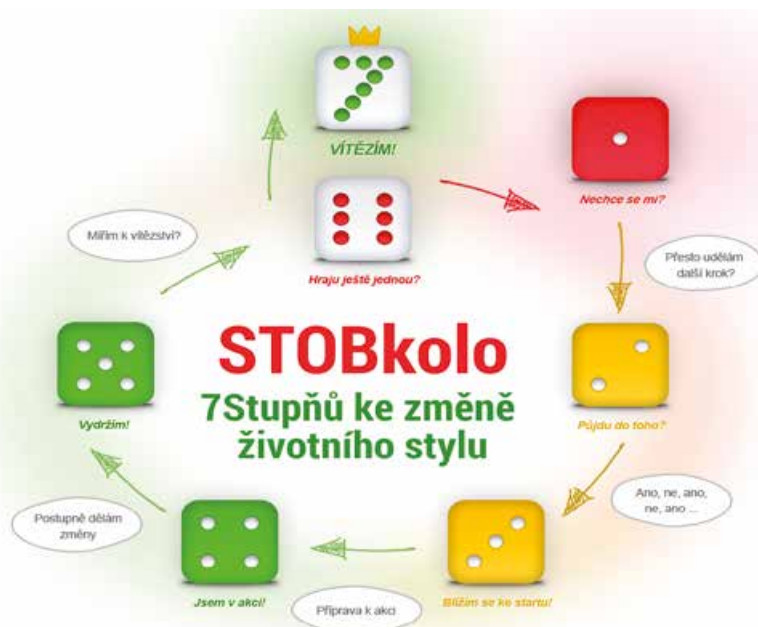 VÍTĚZÍM!
Nechce se mi?
Přesto udělám
další krok?
Půjdu do toho?
Ano, ne, ano,
ne, ano ...
Blížím se ke startu!
Příprava k akci
Jsem v akci!
Postupně dělám
změny
Vydržím!
Mířím k vítězství?
Hraju ještě jednou?
STOBkolo
7Stupňů ke změně
životního stylu